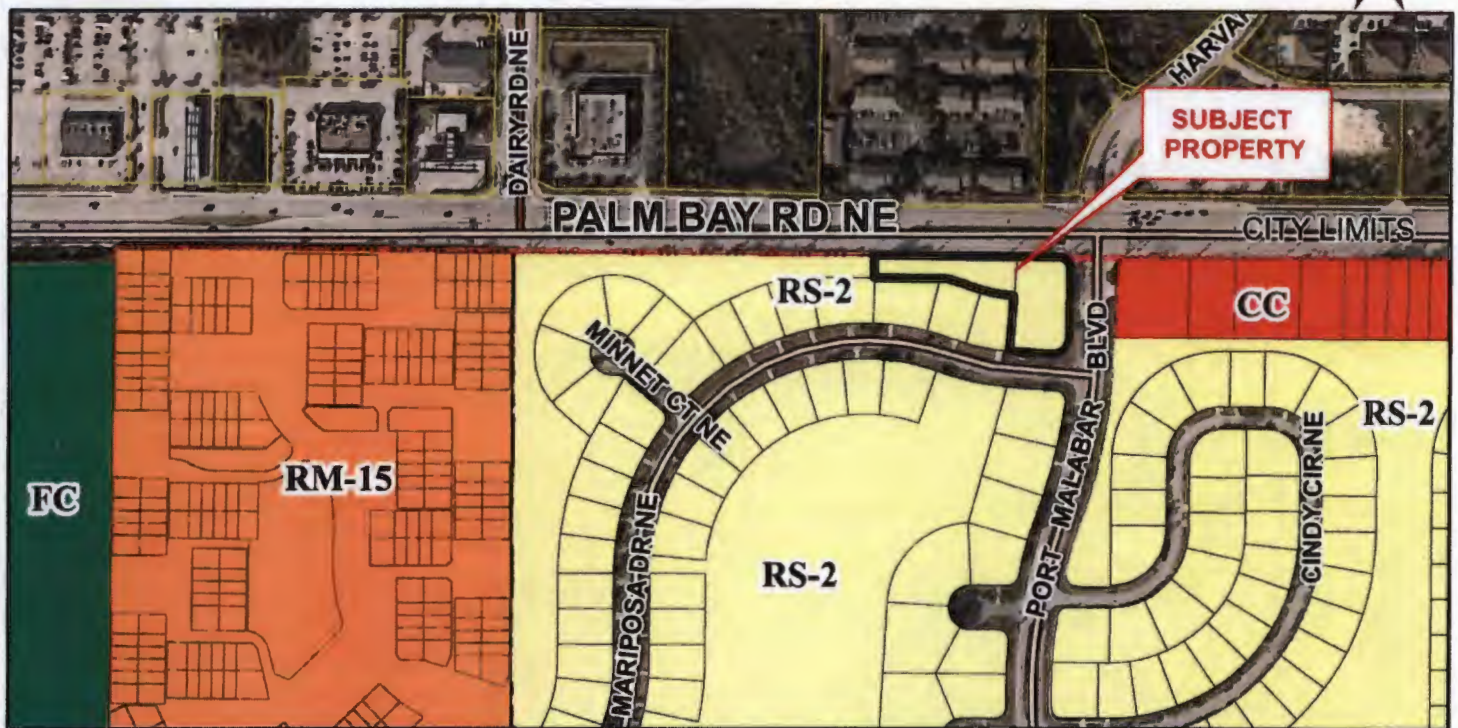 DAIRY RD NE
HARVA
SUBJECT
PROPERTY
PALM BAY RD NE
CITY LIMITS
RS-2
CC
MINNET CT NE
BLVD
RS-2
FC
RM-15
RS-2
MARIPOSA DR NE
PORT MALABAR
CINDY CIR NE